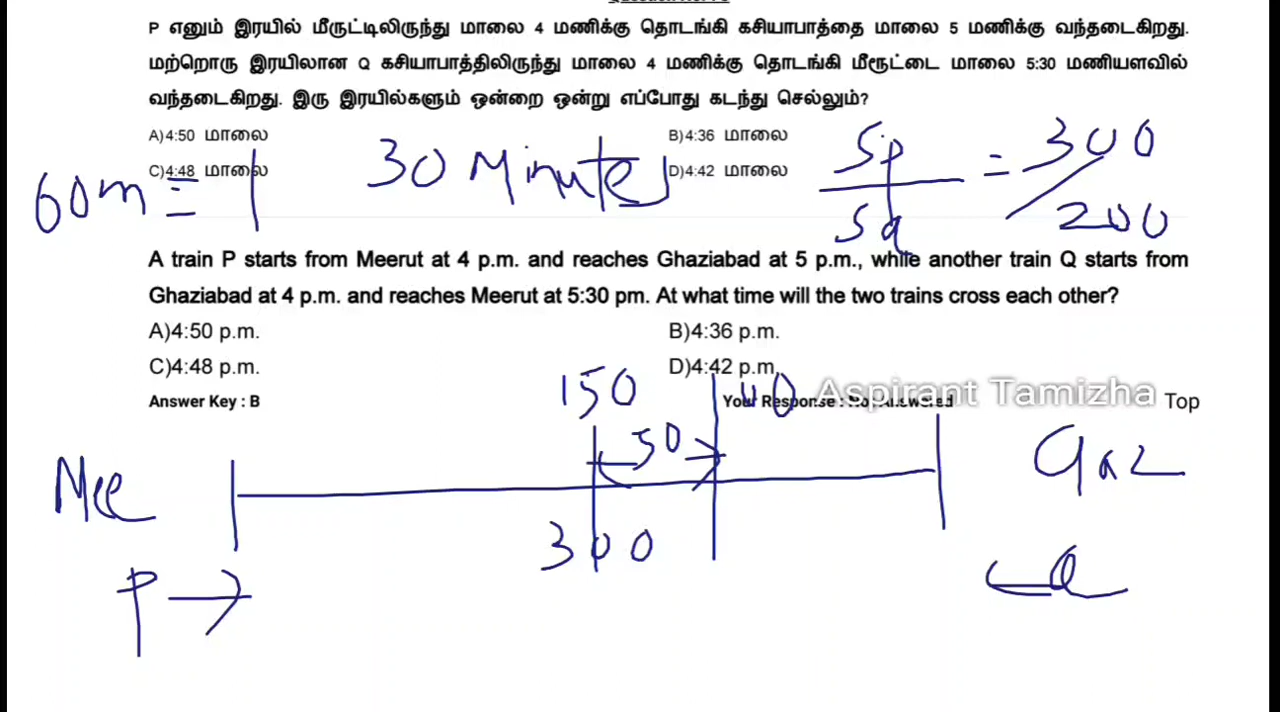 P எனும் இரயில் மீருட்டிலிருந்து மாலை 4 மணிக்கு தொடங்கி கசியாபாத்தை மாலை 5 மணிக்கு வந்தடைகிறது.
மற்றொரு இரயிலான Q கசியாபாத்திலிருந்து மாலை 4 மணிக்கு தொடங்கி மீரூட்டை மாலை 5:30 மணியளவில்
வந்தடைகிறது. இரு இரயில்களும் ஒன்றை ஒன்று எப்போது கடந்து செல்லும்?
A)4:50 மாலை B)4:36 மாலை
C)4:48 மாலை D)4:42 மாலை
60m = 1 30 Minutes Sp/Sq = 300/200
A train P starts from Meerut at 4 p.m. and reaches Ghaziabad at 5 p.m., while another train Q starts from
Ghaziabad at 4 p.m. and reaches Meerut at 5:30 pm. At what time will the two trains cross each other?
A)4:50 p.m. B)4:36 p.m.
C)4:48 p.m. D)4:42 p.m.
150 Aspirant Tamizha
Answer Key : B Your Response : Not Answered Top
50
Mee Gaz
300
P Q